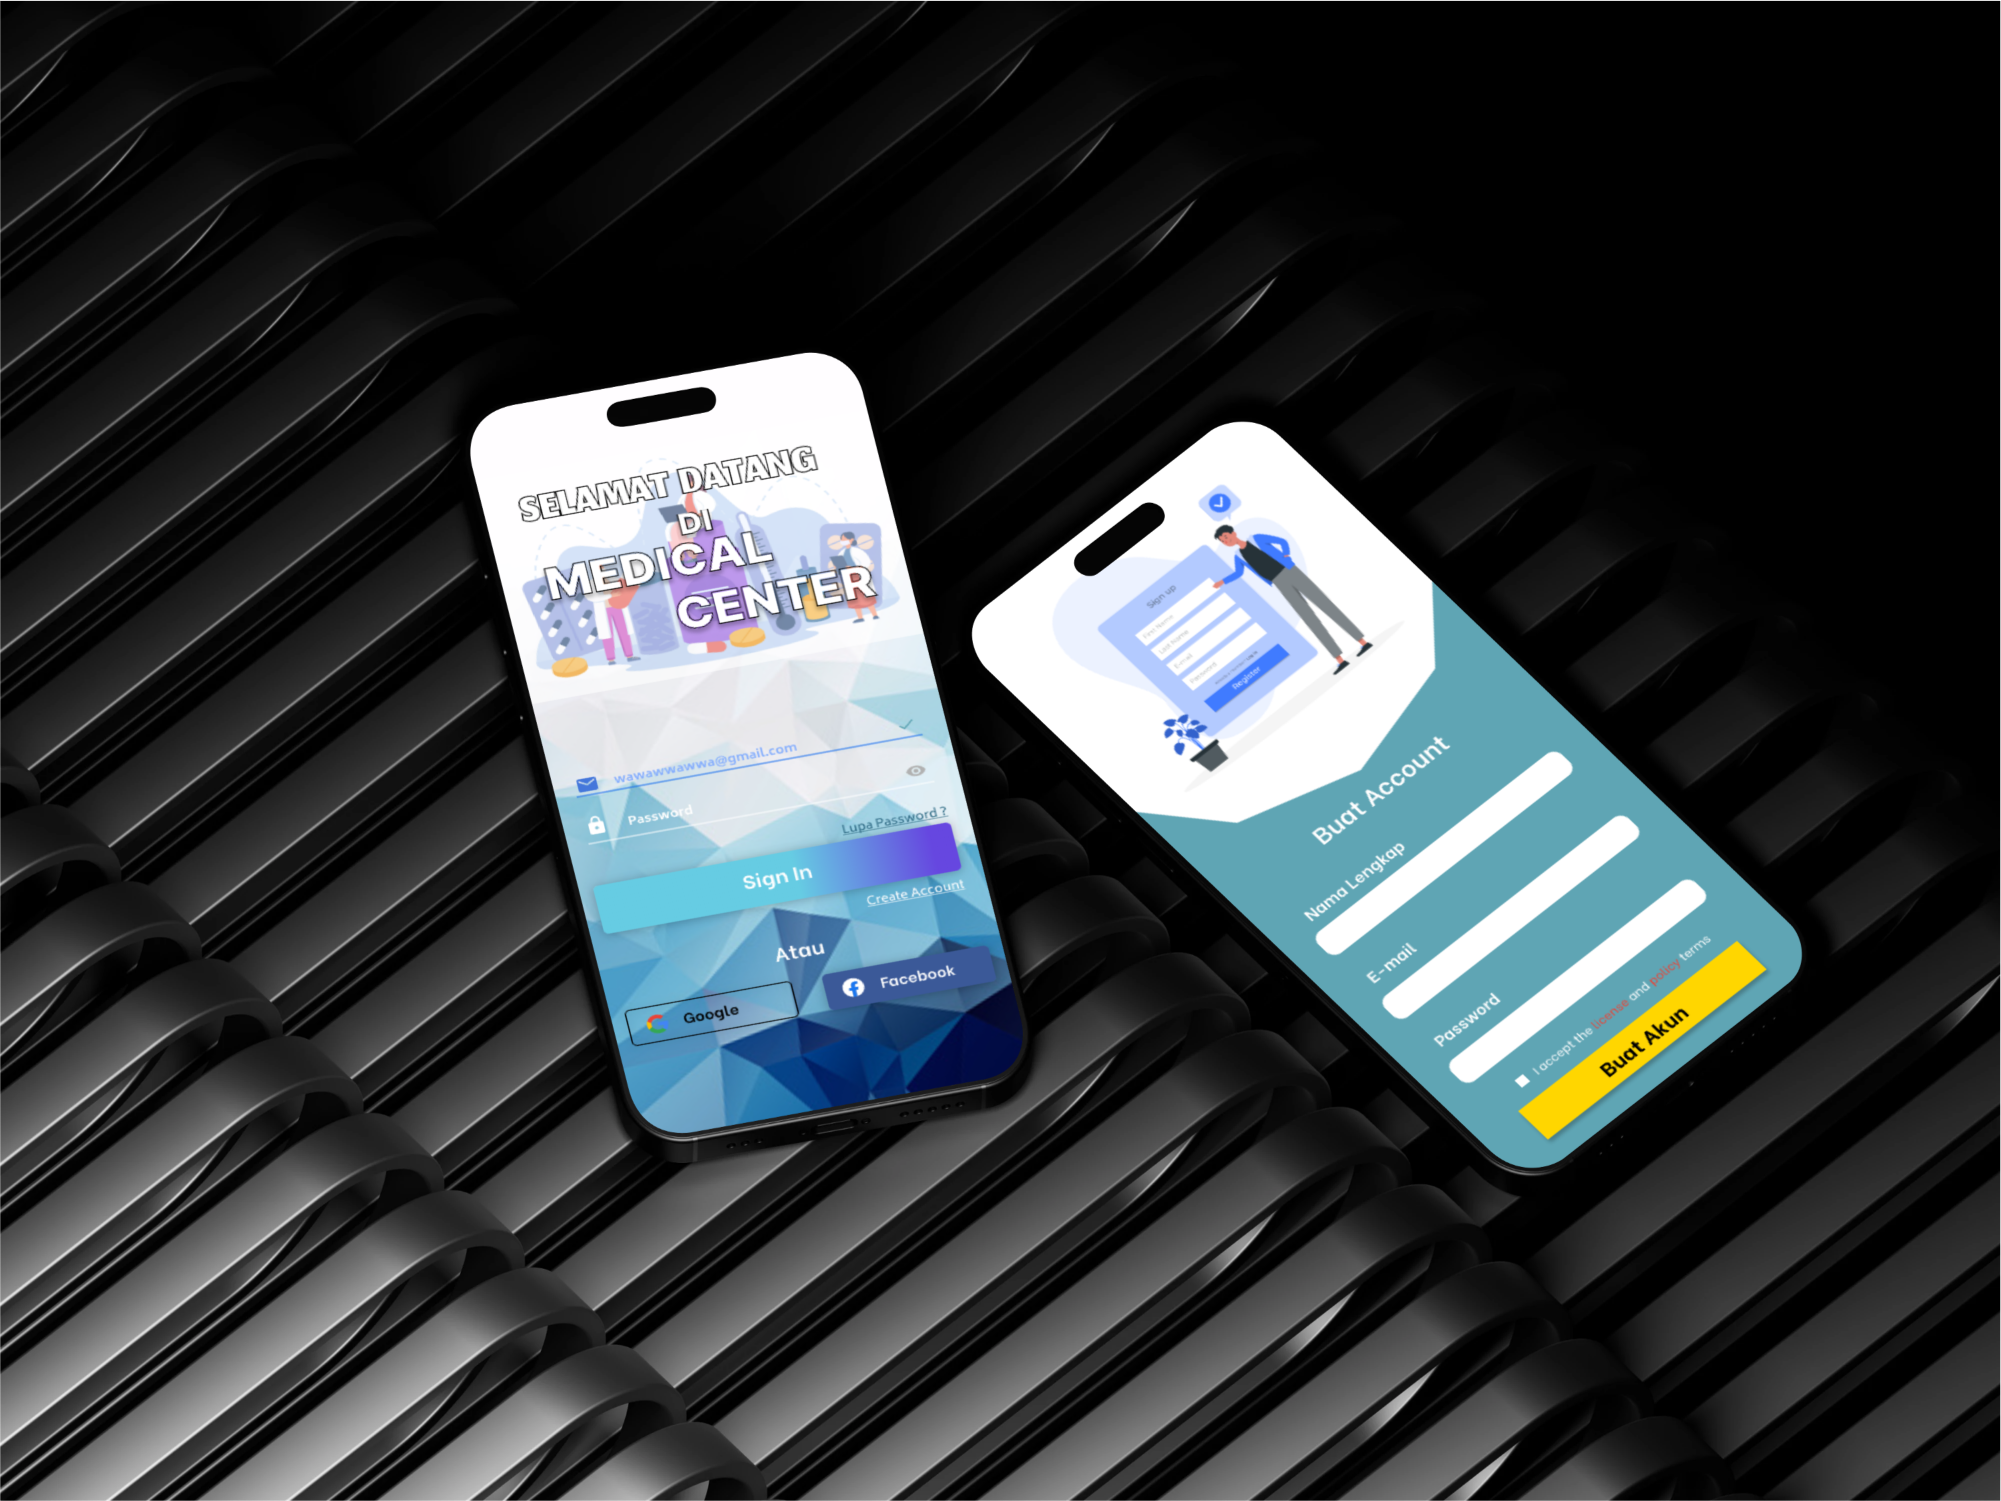 SELAMAT DATANG
DI
MEDICAL
CENTER
wawawwawwa@gmail.com
Password
Lupa Password ?
Sign In
Create Account
Atau
Google
Facebook
Sign up
First Name
Last Name
E-mail
Password
Register
Buat Account
Nama Lengkap
E-mail
Password
I accept the license and policy terms
Buat Akun